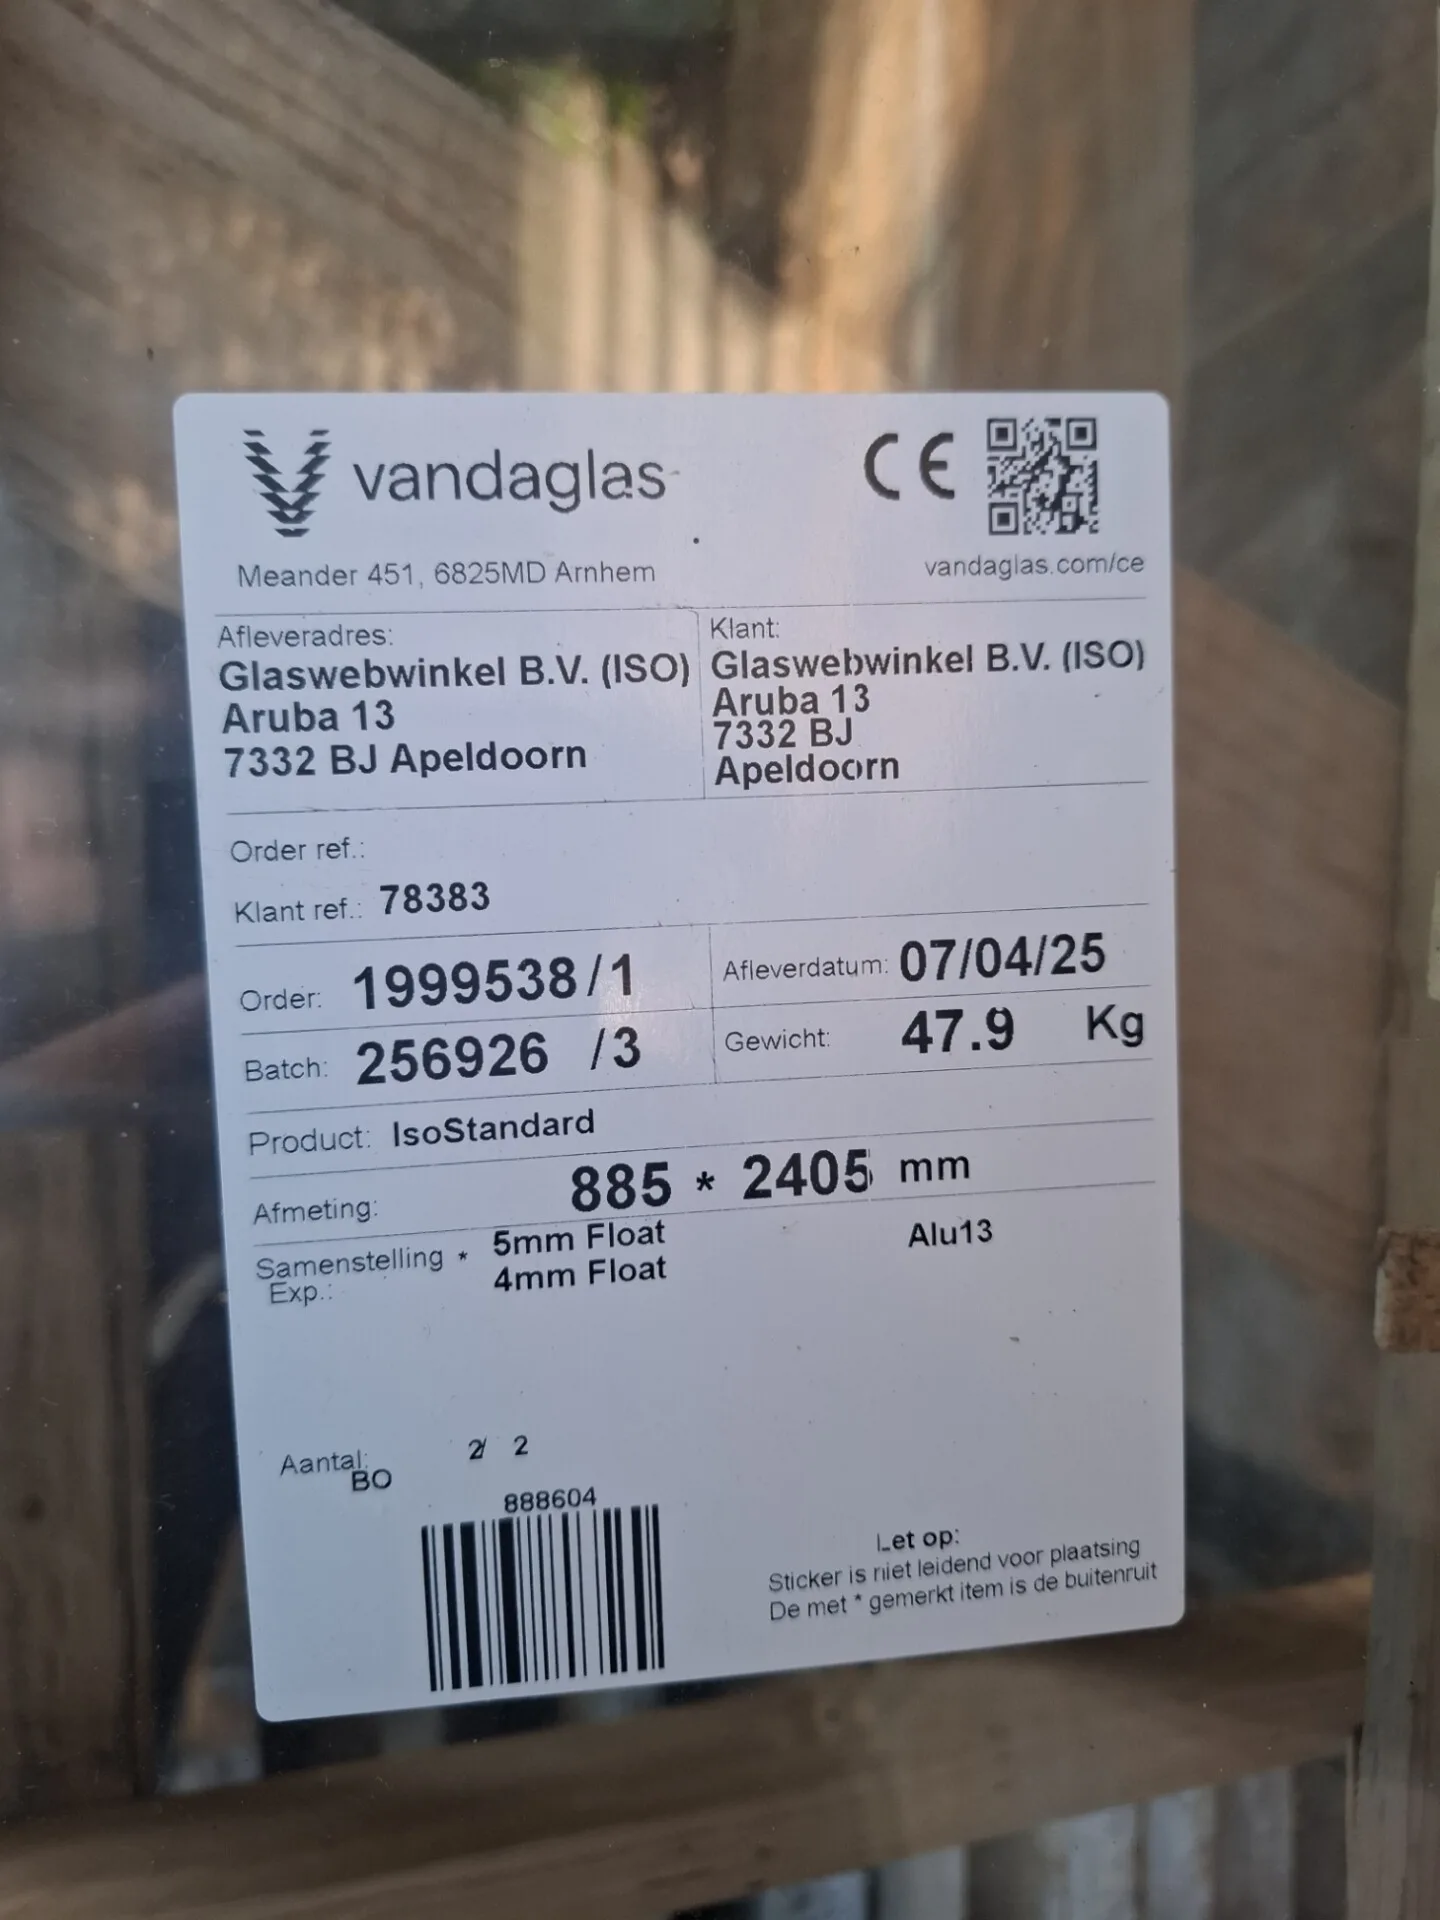 vandaglas
CE
Meander 451, 6825MD Arnhem
vandaglas.com/ce
Afleveradres:
Glaswebwinkel B.V. (ISO)
Aruba 13
7332 BJ Apeldoorn
Klant:
Glaswebwinkel B.V. (ISO)
Aruba 13
7332 BJ
Apeldoorn
Order ref.:
Klant ref.: 78383
Order: 1999538/1
Afleverdatum: 07/04/25
Batch: 256926 /3
Gewicht: 47.9 Kg
Product: IsoStandard
Afmeting: 885 * 2405 mm
Samenstelling * 5mm Float Alu13
Exp.: 4mm Float
Aantal: 2/ 2
BO
888604
Let op:
Sticker is niet leidend voor plaatsing
De met * gemerkt item is de buitenruit